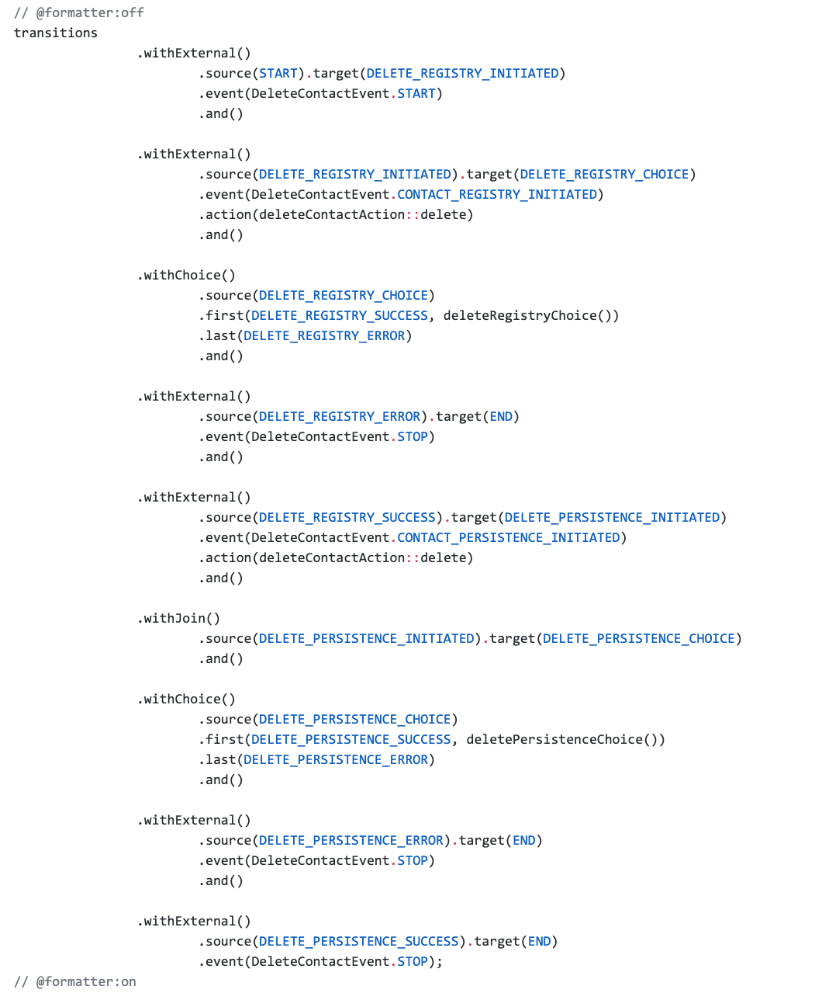 // @formatter:off
transitions
.withExternal()
.source(START).target(DELETE_REGISTRY_INITIATED)
.event(DeleteContactEvent.START)
.and()
.withExternal()
.source(DELETE_REGISTRY_INITIATED).target(DELETE_REGISTRY_CHOICE)
.event(DeleteContactEvent.CONTACT_REGISTRY_INITIATED)
.action(deleteContactAction::delete)
.and()
.withChoice()
.source(DELETE_REGISTRY_CHOICE)
.first(DELETE_REGISTRY_SUCCESS, deleteRegistryChoice())
.last(DELETE_REGISTRY_ERROR)
.and()
.withExternal()
.source(DELETE_REGISTRY_ERROR).target(END)
.event(DeleteContactEvent.STOP)
.and()
.withExternal()
.source(DELETE_REGISTRY_SUCCESS).target(DELETE_PERSISTENCE_INITIATED)
.event(DeleteContactEvent.CONTACT_PERSISTENCE_INITIATED)
.action(deleteContactAction::delete)
.and()
.withJoin()
.source(DELETE_PERSISTENCE_INITIATED).target(DELETE_PERSISTENCE_CHOICE)
.and()
.withChoice()
.source(DELETE_PERSISTENCE_CHOICE)
.first(DELETE_PERSISTENCE_SUCCESS, deletePersistenceChoice())
.last(DELETE_PERSISTENCE_ERROR)
.and()
.withExternal()
.source(DELETE_PERSISTENCE_ERROR).target(END)
.event(DeleteContactEvent.STOP)
.and()
.withExternal()
.source(DELETE_PERSISTENCE_SUCCESS).target(END)
.event(DeleteContactEvent.STOP);
// @formatter:on